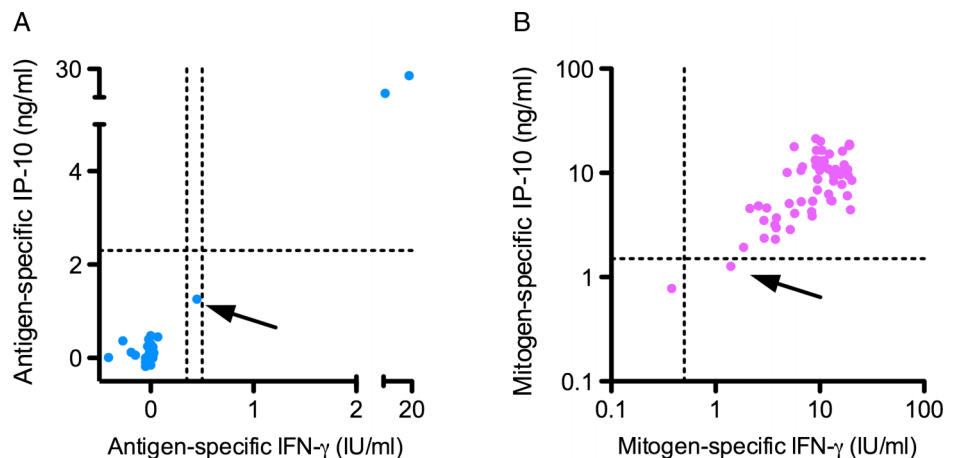 A
Antigen-specific IP-10 (ng/ml)
30
4
2
0
0
1
2
20
Antigen-specific IFN-γ (IU/ml)
B
Mitogen-specific IP-10 (ng/ml)
100
10
1
0.1
0.1
1
10
100
Mitogen-specific IFN-γ (IU/ml)